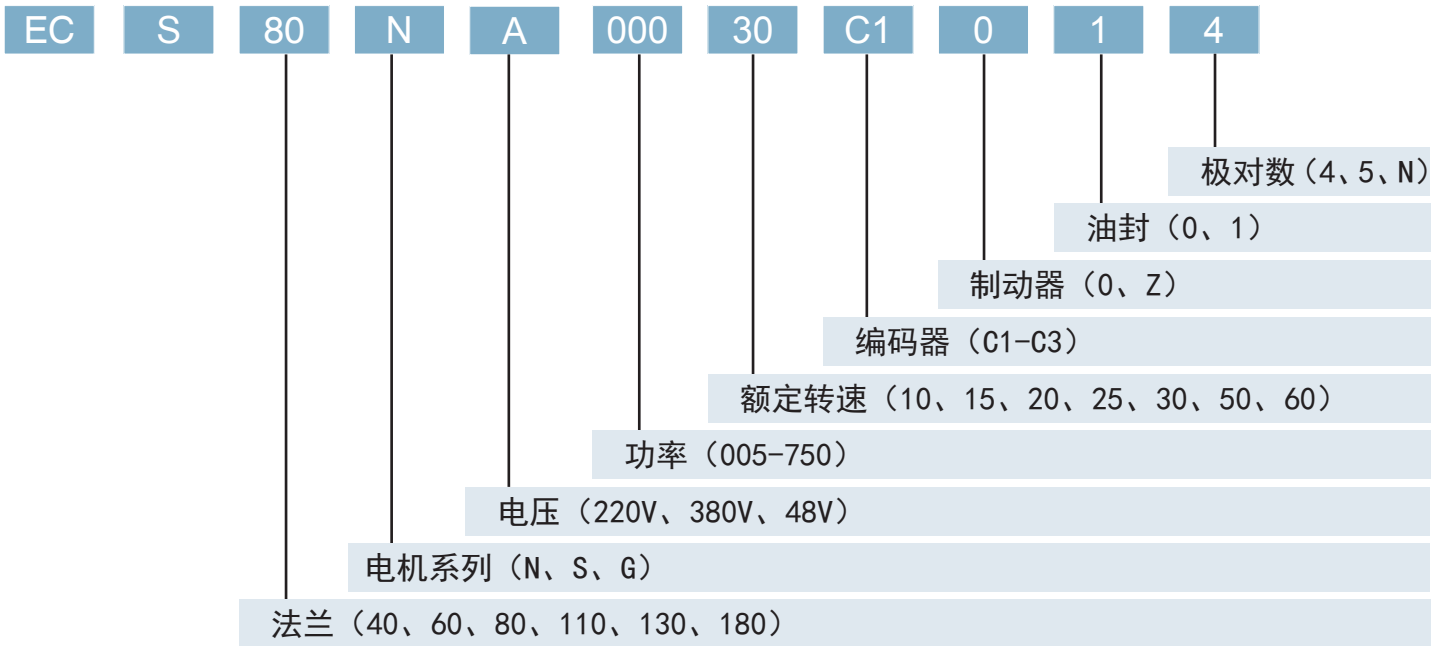 EC S 80 N A 000 30 C1 0 1 4
极对数（4、5、N）
油封（0、1）
制动器（0、Z）
编码器（C1-C3）
额定转速（10、15、20、25、30、50、60）
功率（005-750）
电压（220V、380V、48V）
电机系列（N、S、G）
法兰（40、60、80、110、130、180）